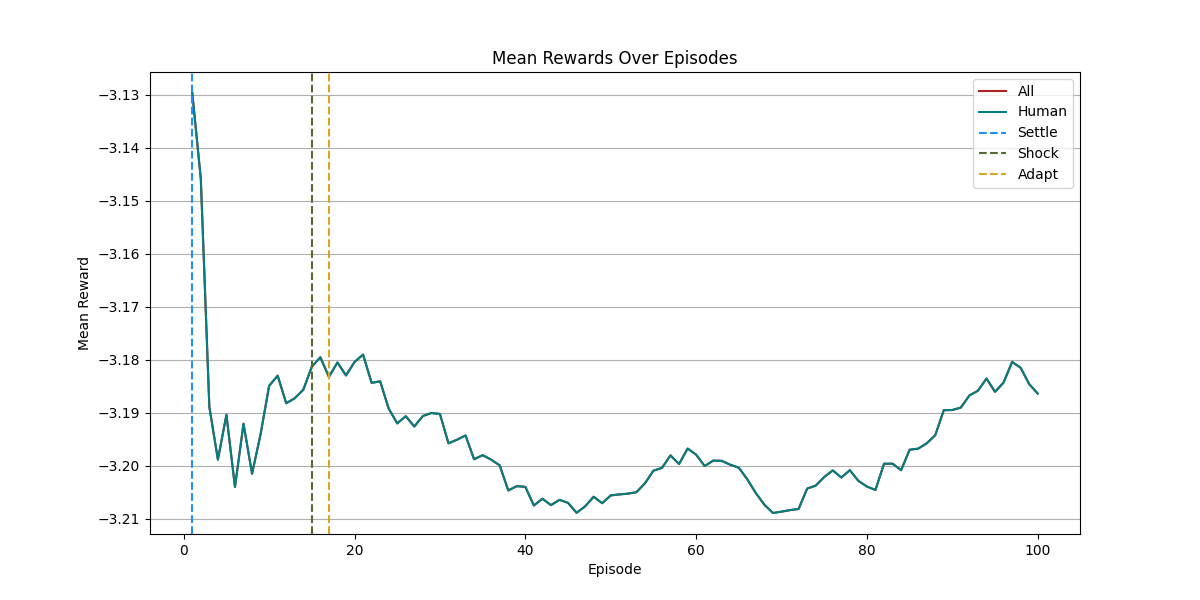 Mean Rewards Over Episodes
Mean Reward
−3.13
−3.14
−3.15
−3.16
−3.17
−3.18
−3.19
−3.20
−3.21
All
Human
Settle
Shock
Adapt
0 20 40 60 80 100
Episode